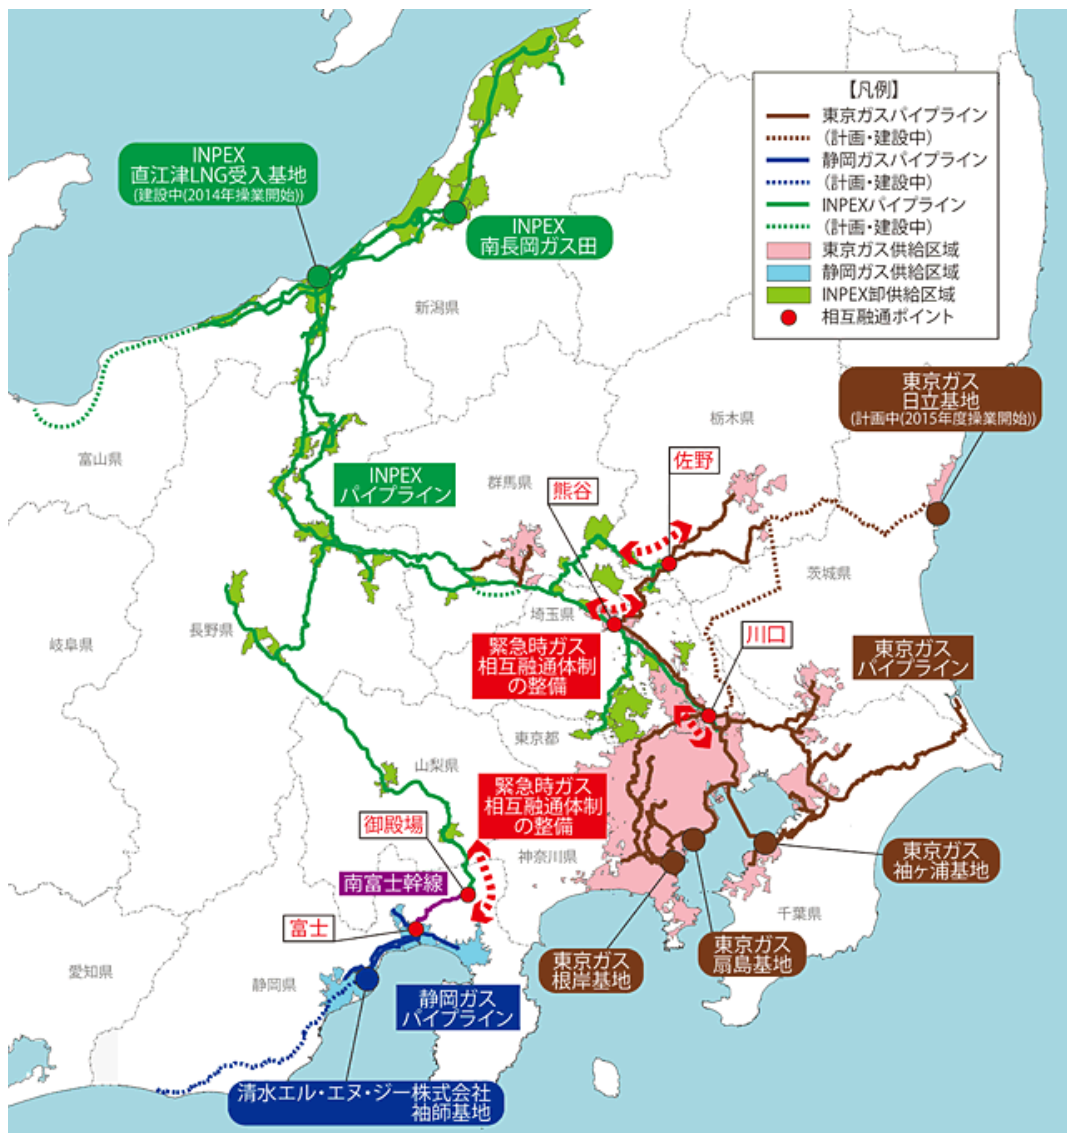 【凡例】
東京ガスパイプライン
(計画・建設中)
静岡ガスパイプライン
(計画・建設中)
INPEXパイプライン
(計画・建設中)
東京ガス供給区域
静岡ガス供給区域
INPEX卸供給区域
相互融通ポイント
INPEX
直江津LNG受入基地
(建設中(2014年操業開始))
INPEX
南長岡ガス田
新潟県
東京ガス
日立基地
(計画中(2015年度操業開始))
栃木県
富山県
INPEX
パイプライン
群馬県
佐野
熊谷
茨城県
埼玉県
長野県
岐阜県
緊急時ガス
相互融通体制
の整備
川口
東京ガス
パイプライン
東京都
山梨県
緊急時ガス
相互融通体制
の整備
御殿場
神奈川県
東京ガス
袖ヶ浦基地
南富士幹線
千葉県
富士
東京ガス
扇島基地
東京ガス
根岸基地
愛知県
静岡県
静岡ガス
パイプライン
清水エル・エヌ・ジー株式会社
袖師基地